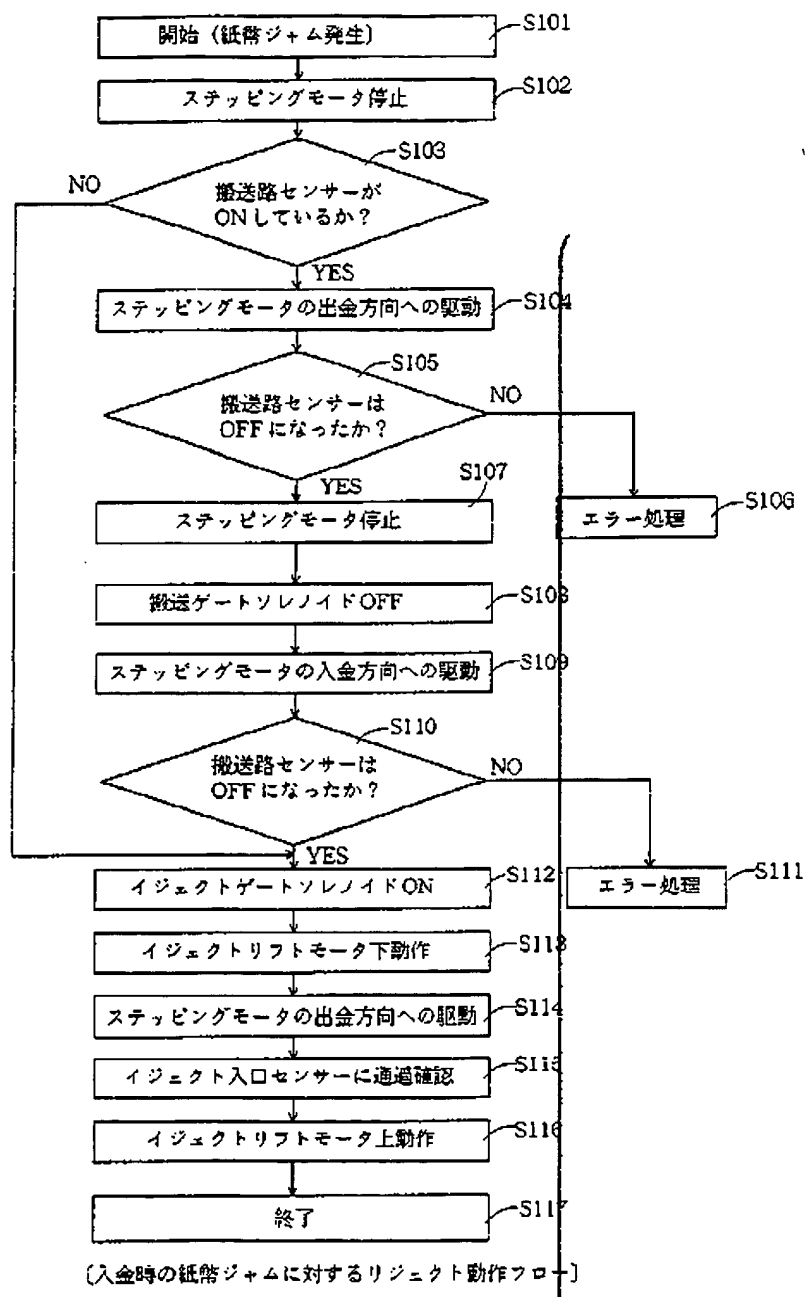 開始（紙幣ジャム発生）
S101
ステッピングモータ停止
S102
S103
NO
搬送路センサーが
ONしているか？
YES
ステッピングモータの出金方向への駆動
S104
S105
搬送路センサーは
OFFになったか？
NO
YES
S107
ステッピングモータ停止
エラー処理
S106
搬送ゲートソレノイドOFF
S108
ステッピングモータの入金方向への駆動
S109
S110
搬送路センサーは
OFFになったか？
NO
YES
イジェクトゲートソレノイドON
S112
エラー処理
S111
イジェクトリフトモータ下動作
S113
ステッピングモータの出金方向への駆動
S114
イジェクト入口センサーに通過確認
S115
イジェクトリフトモータ上動作
S116
終了
S117
〔入金時の紙幣ジャムに対するリジェクト動作フロー〕